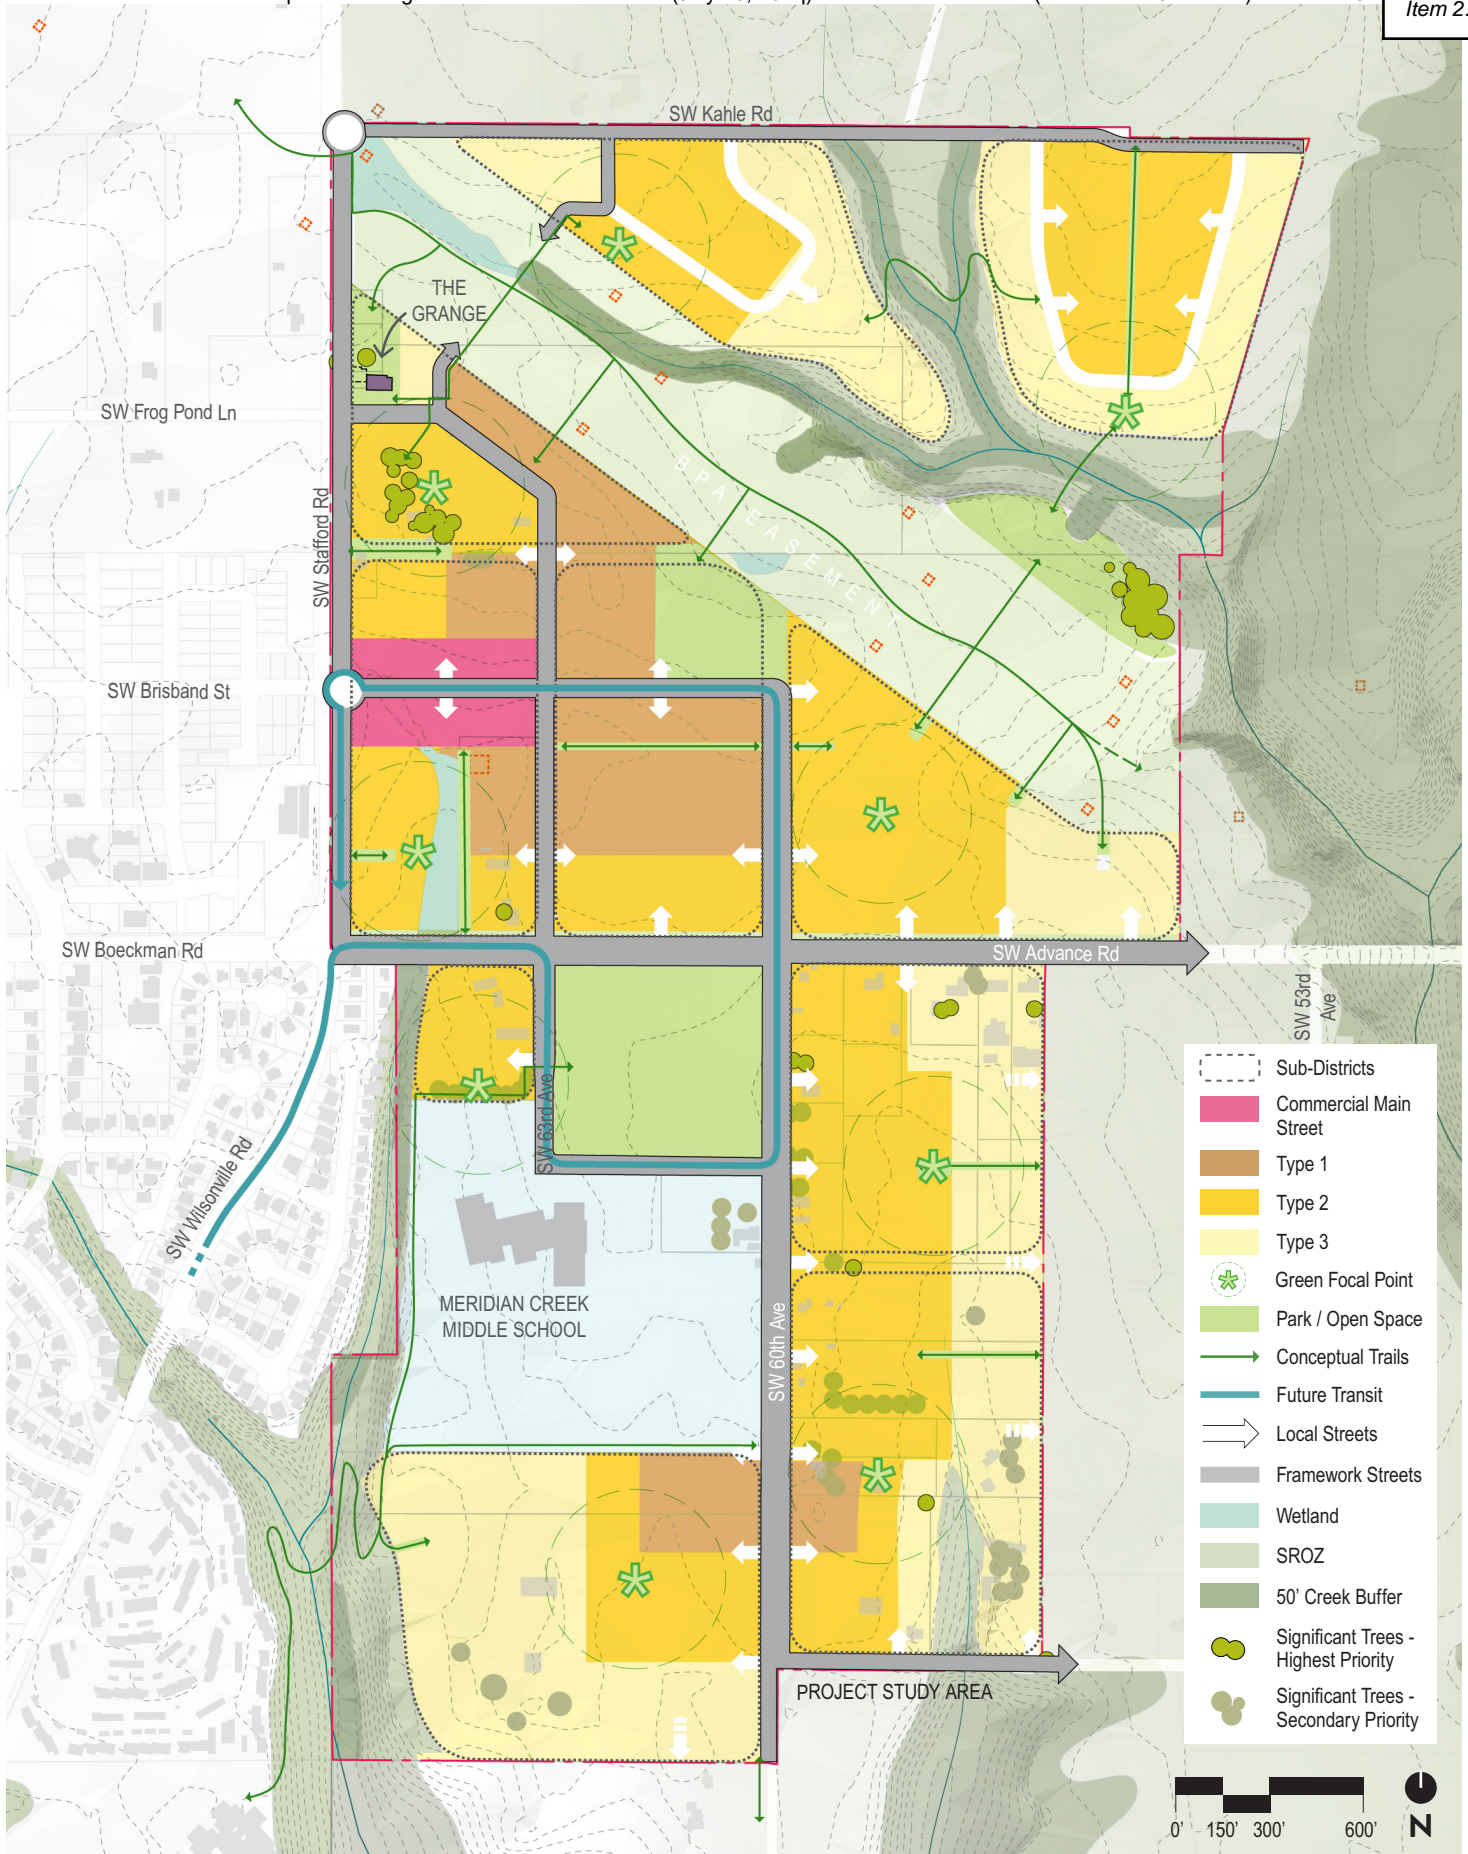 Item 2.
SW Kahle Rd
THE
GRANGE
SW Frog Pond Ln
SW Stafford Rd
BPA EASEMENT
SW Brisband St
SW Boeckman Rd
SW Advance Rd
SW 53rd
Ave
SW 63rd Ave
SW Wilsonville Rd
MERIDIAN CREEK
MIDDLE SCHOOL
SW 60th Ave
PROJECT STUDY AREA
Sub-Districts
Commercial Main
Street
Type 1
Type 2
Type 3
Green Focal Point
Park / Open Space
Conceptual Trails
Future Transit
Local Streets
Framework Streets
Wetland
SROZ
50' Creek Buffer
Significant Trees -
Highest Priority
Significant Trees -
Secondary Priority
0' 150' 300' 600'
N